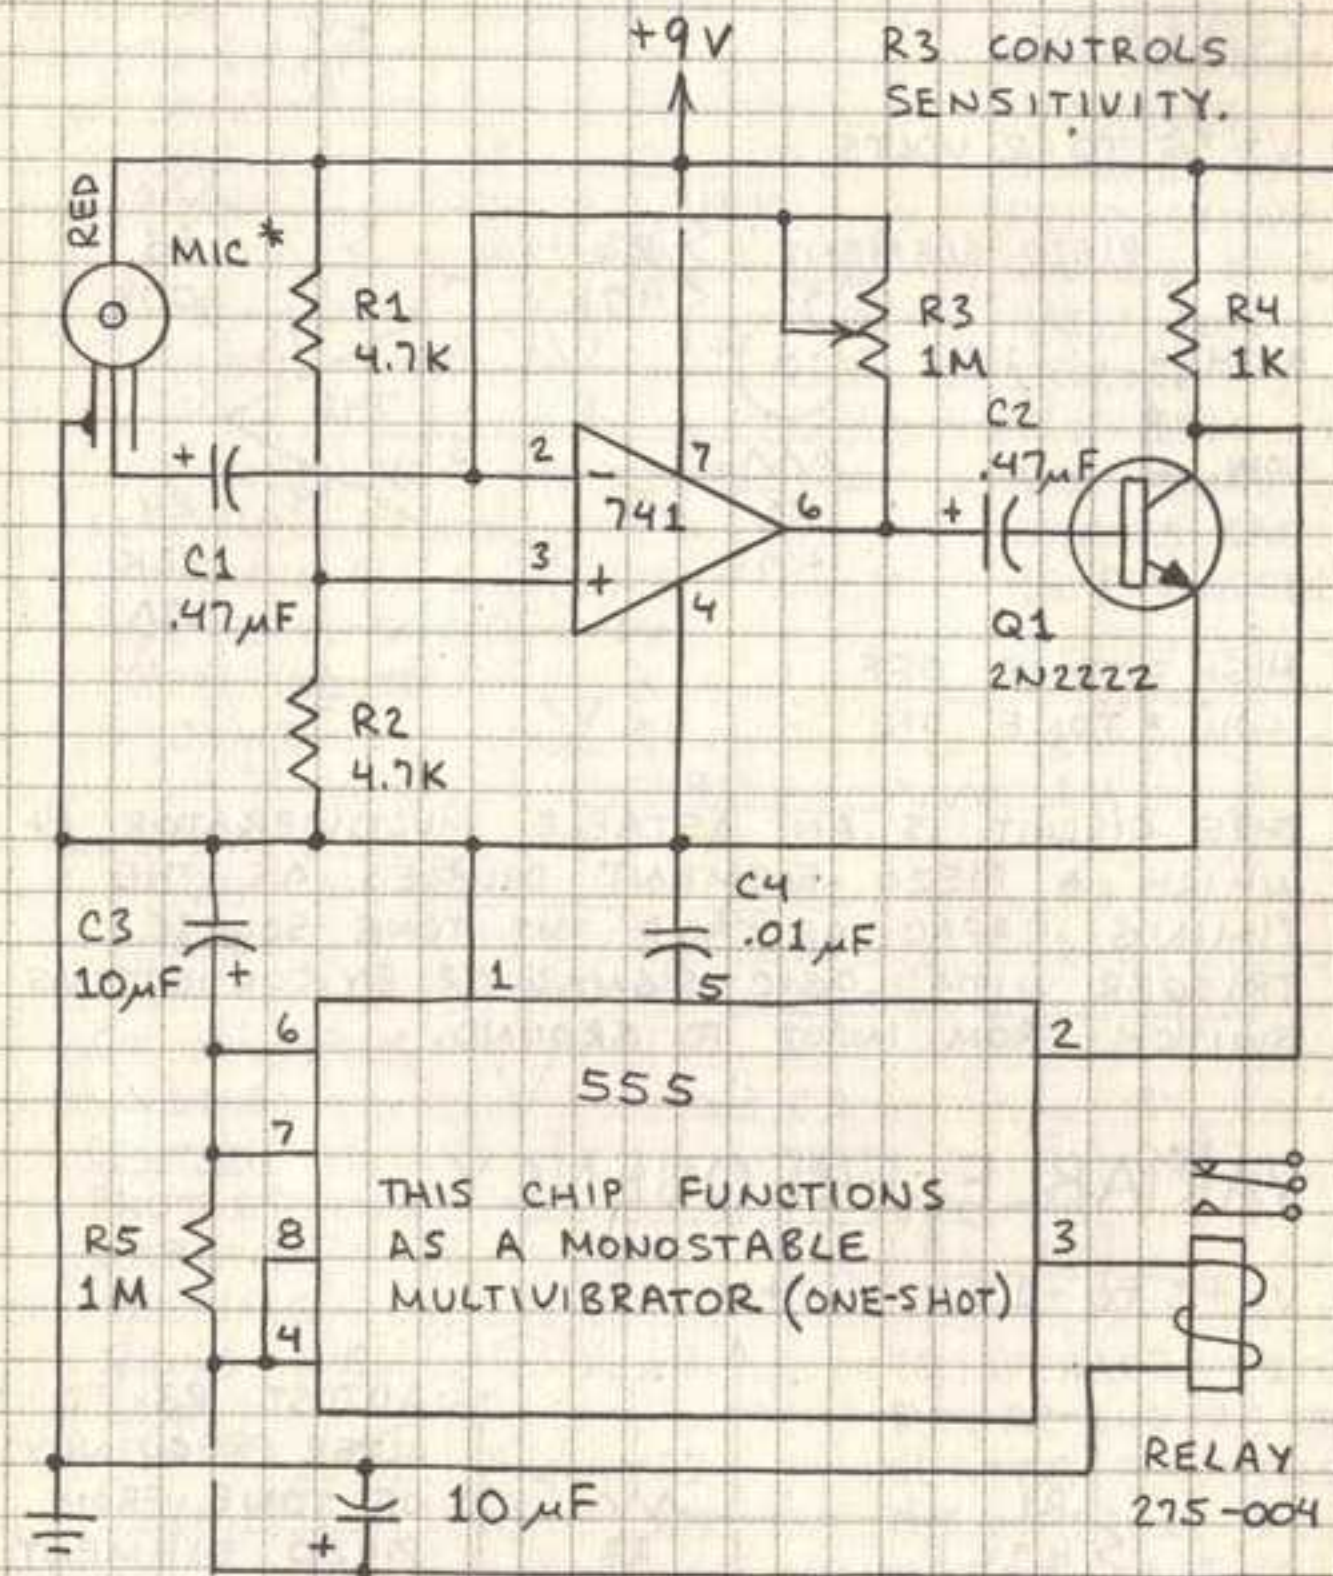 +9V
R3 CONTROLS
SENSITIVITY.
RED
MIC *
R1
4.7K
R3
1M
R4
1K
C2
.47µF
+
2
-
7
741
6
+
3
+
4
C1
.47µF
Q1
2N2222
R2
4.7K
C4
.01µF
C3
10µF
+
1
5
6
2
555
7
THIS CHIP FUNCTIONS
AS A MONOSTABLE
MULTIVIBRATOR (ONE-SHOT)
8
3
R5
1M
4
RELAY
275-004
10µF
+